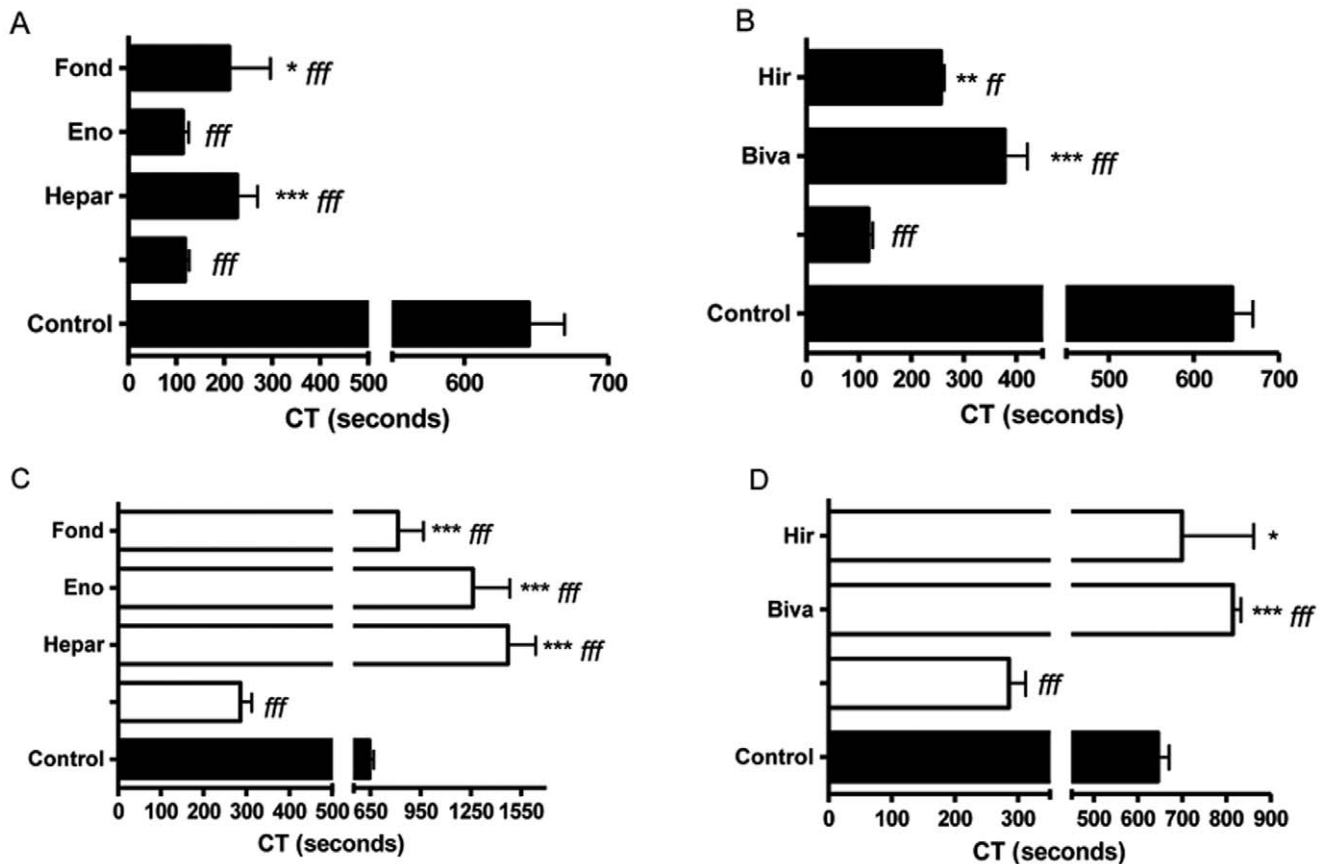 A
Fond
* fff
Eno
fff
Hepar
*** fff
fff
Control
0 100 200 300 400 500 600 700
CT (seconds)
B
Hir
** ff
Biva
*** fff
fff
Control
0 100 200 300 400 500 600 700
CT (seconds)
C
Fond
*** fff
Eno
*** fff
Hepar
*** fff
fff
Control
0 100 200 300 400 500 650 950 1250 1550
CT (seconds)
D
Hir
*
Biva
*** fff
fff
Control
0 100 200 300 500 600 700 800 900
CT (seconds)